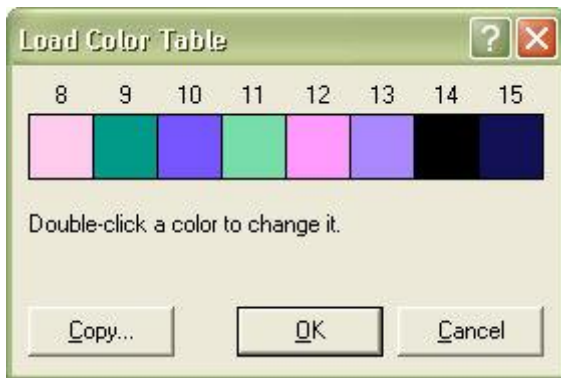 Load Color Table
?
8 9 10 11 12 13 14 15
Double-click a color to change it.
Copy... OK Cancel